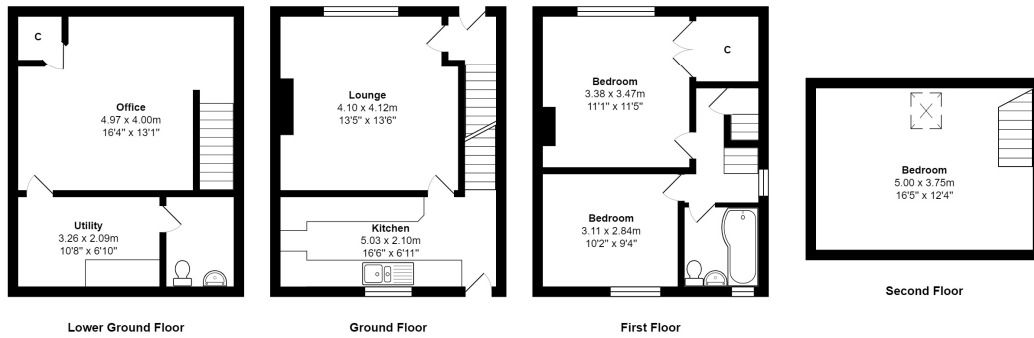 C
Office
4.97 x 4.00m
16'4" x 13'1"
Utility
3.26 x 2.09m
10'8" x 6'10"
Lower Ground Floor
Lounge
4.10 x 4.12m
13'5" x 13'6"
Kitchen
5.03 x 2.10m
16'6" x 6'11"
Ground Floor
Bedroom
3.38 x 3.47m
11'1" x 11'5"
C
Bedroom
3.11 x 2.84m
10'2" x 9'4"
First Floor
Bedroom
5.00 x 3.75m
16'5" x 12'4"
Second Floor